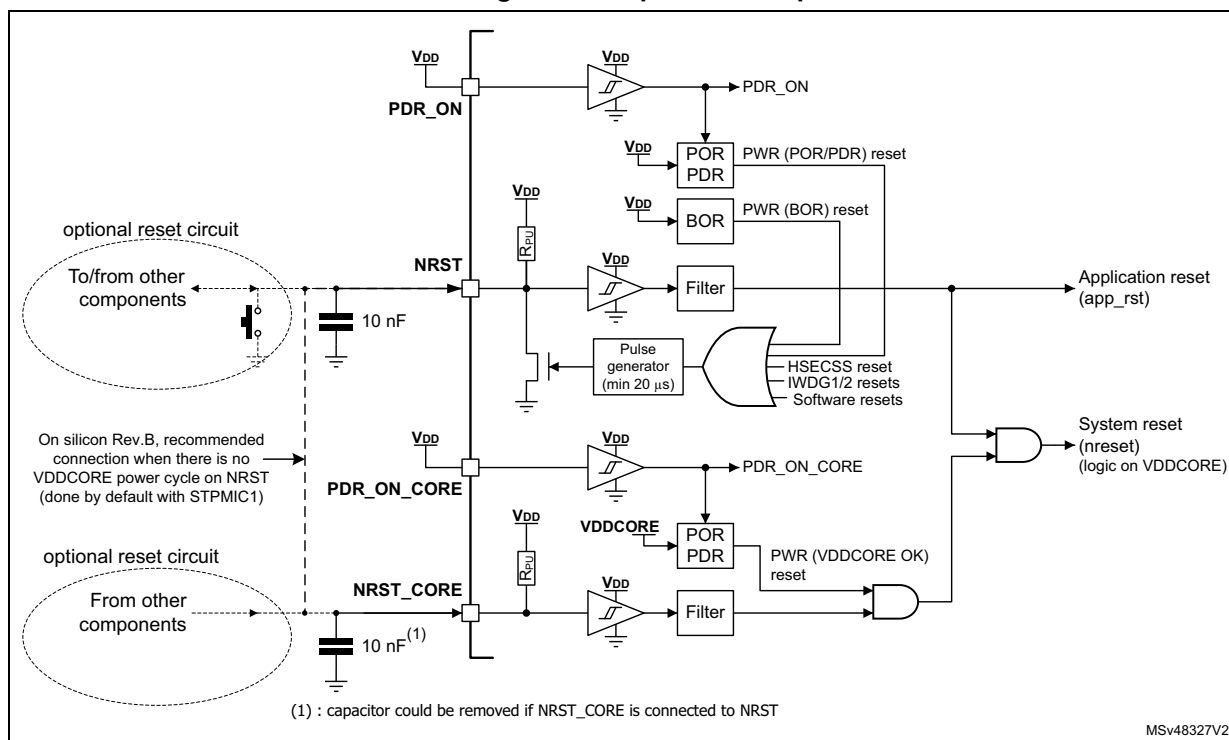 VDD
VDD
PDR_ON
PDR_ON
VDD
POR
PDR
PWR (POR/PDR) reset
VDD
VDD
BOR
PWR (BOR) reset
optional reset circuit
RPU
NRST
VDD
To/from other
components
Filter
Application reset
(app_rst)
10 nF
Pulse
generator
(min 20 µs)
HSECSS reset
IWDG1/2 resets
Software resets
On silicon Rev.B, recommended
connection when there is no
VDDCORE power cycle on NRST
(done by default with STPMIC1)
VDD
VDD
PDR_ON_CORE
PDR_ON_CORE
System reset
(nreset)
(logic on VDDCORE)
VDD
VDDCORE
POR
PDR
PWR (VDDCORE OK)
reset
optional reset circuit
RPU
NRST_CORE
VDD
From other
components
Filter
10 nF(1)
(1) : capacitor could be removed if NRST_CORE is connected to NRST
MSv48327V2